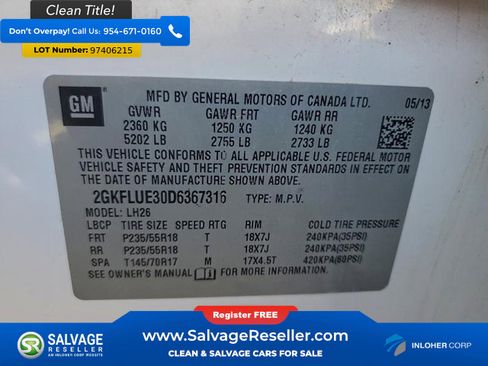 Clean Title!
Don't Overpay! Call Us: 954-671-0160
LOT Number: 97406215
GM
MFD BY GENERAL MOTORS OF CANADA LTD.
05/13
GVWR GAWR FRT GAWR RR
2360 KG 1250 KG 1240 KG
5202 LB 2755 LB 2733 LB
THIS VEHICLE CONFORMS TO ALL APPLICABLE U.S. FEDERAL MOTOR
VEHICLE SAFETY AND THEFT PREVENTION STANDARDS IN EFFECT ON
THE DATE OF MANUFACTURE SHOWN ABOVE.
2GKFLUE30D6367316 TYPE: M.P.V.
MODEL: LH26
LBCP TIRE SIZE SPEED RTG RIM COLD TIRE PRESSURE
FRT P235/55R18 T 18X7J 240KPA(35PSI)
RR P235/55R18 T 18X7J 240KPA(35PSI)
SPA T145/70R17 M 17X4.5T 420KPA(60PSI)
SEE OWNER'S MANUAL FOR MORE INFORMATION.
Register FREE!
SALVAGE
RESELLER
AN INLOHER CORP WEBSITE
www.SalvageReseller.com
CLEAN & SALVAGE CARS FOR SALE
INLOHER CORP